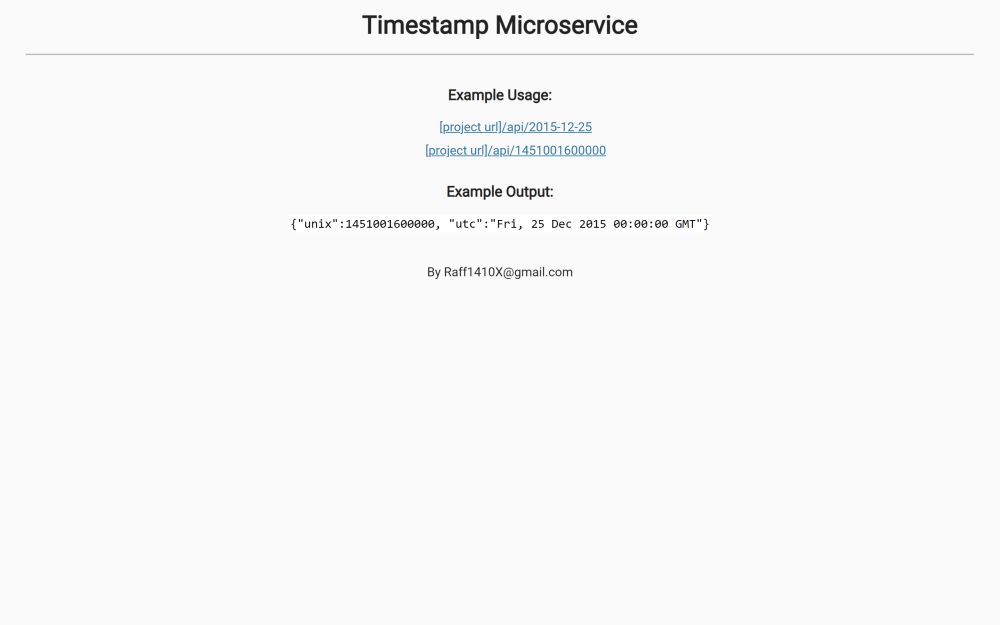 Timestamp Microservice
Example Usage:
[project url]/api/2015-12-25
[project url]/api/1451001600000
Example Output:
{"unix":1451001600000, "utc":"Fri, 25 Dec 2015 00:00:00 GMT"}
By Raff1410X@gmail.com